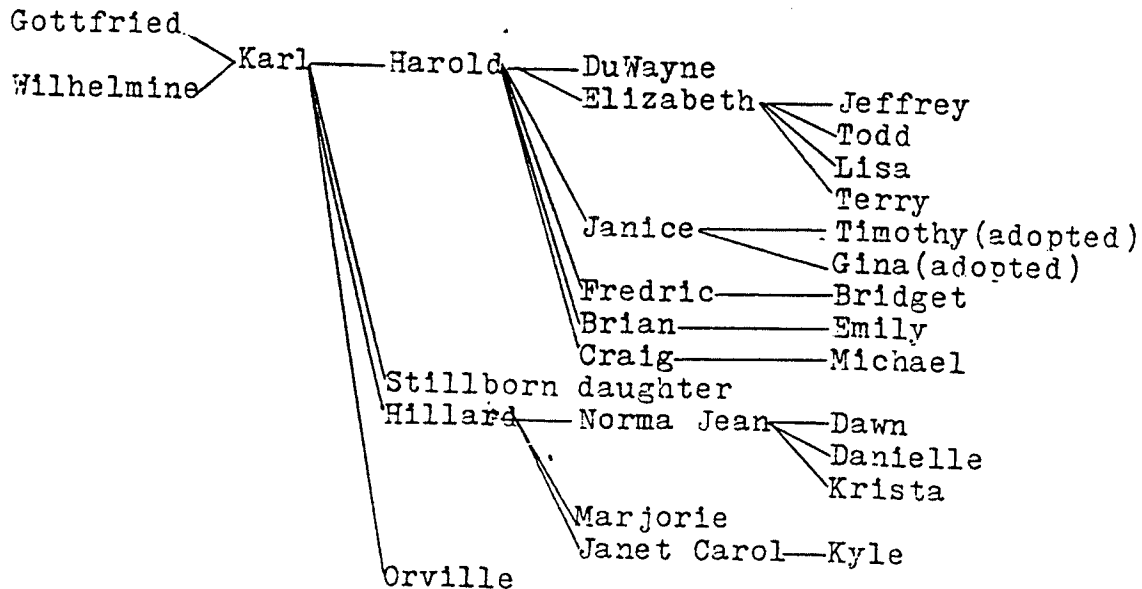 Gottfried
Wilhelmine
Karl
Harold
DuWayne
Elizabeth
Jeffrey
Todd
Lisa
Terry
Janice
Timothy(adopted)
Gina(adopted)
Fredric
Bridget
Brian
Emily
Craig
Michael
Stillborn daughter
Hillard
Norma Jean
Dawn
Danielle
Krista
Marjorie
Janet Carol
Kyle
Orville